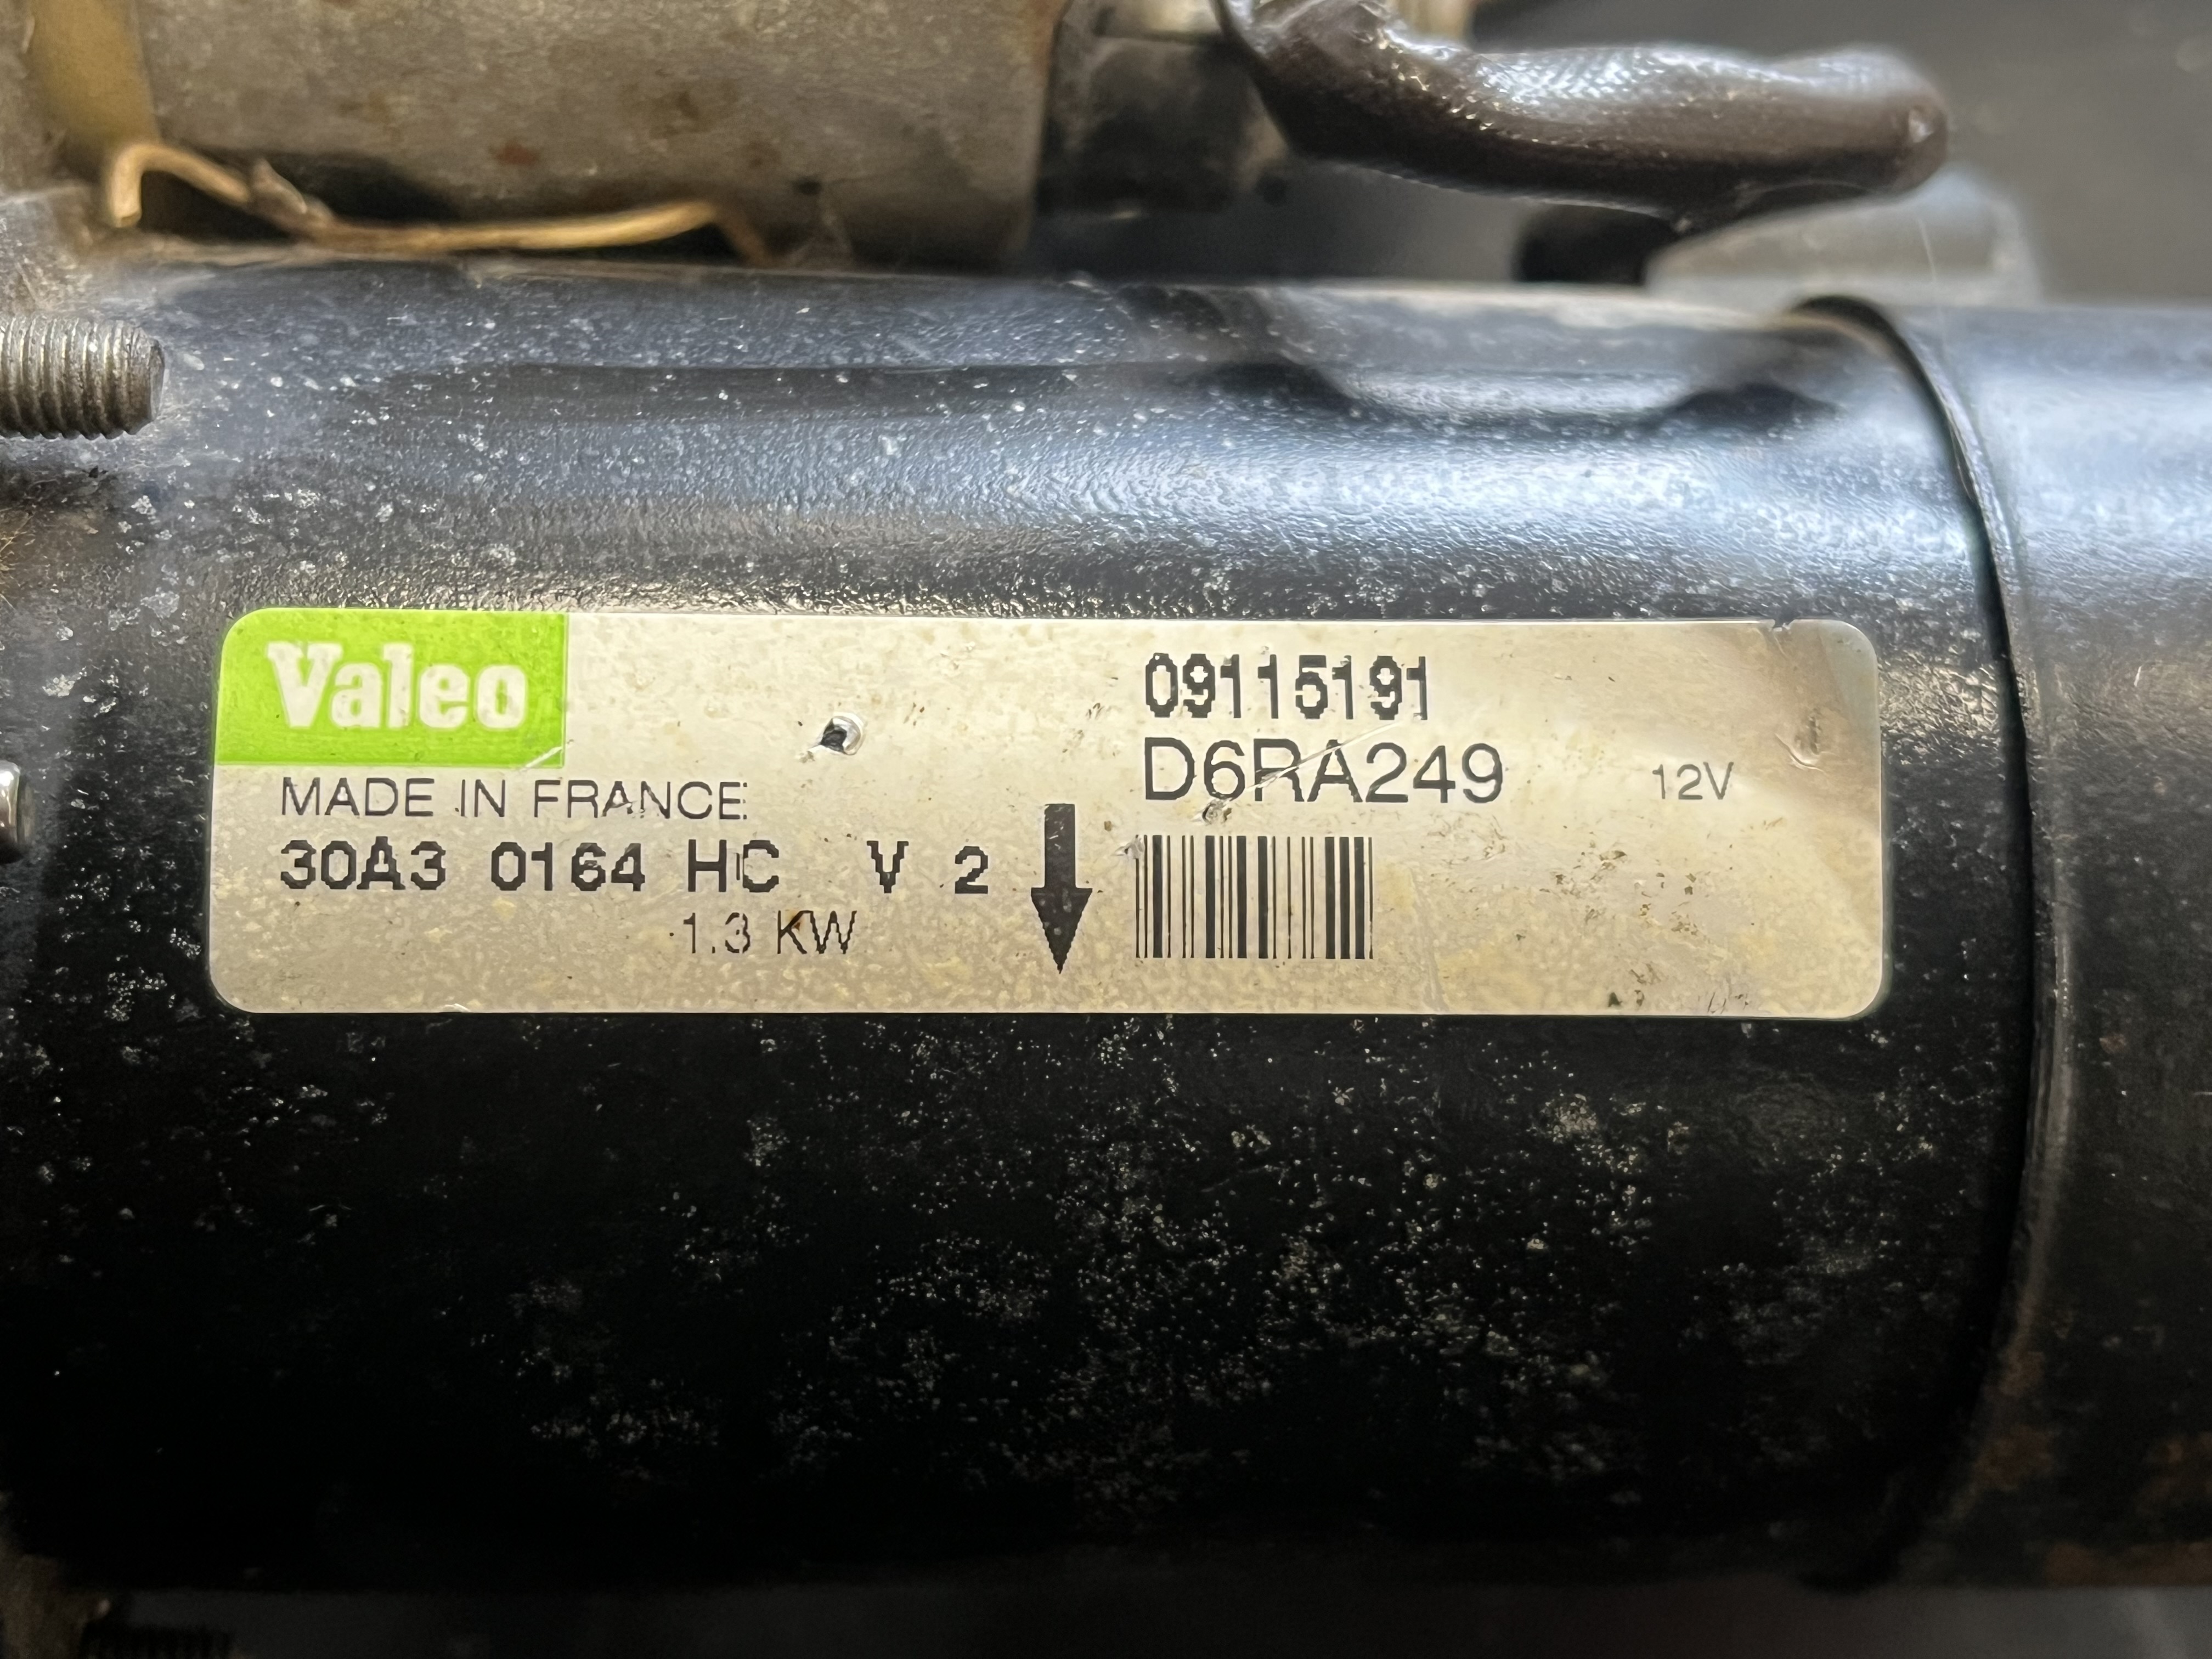 Valeo
MADE IN FRANCE
30A3 0164 HC V 2
1.3 KW
09115191
D6RA249 12V